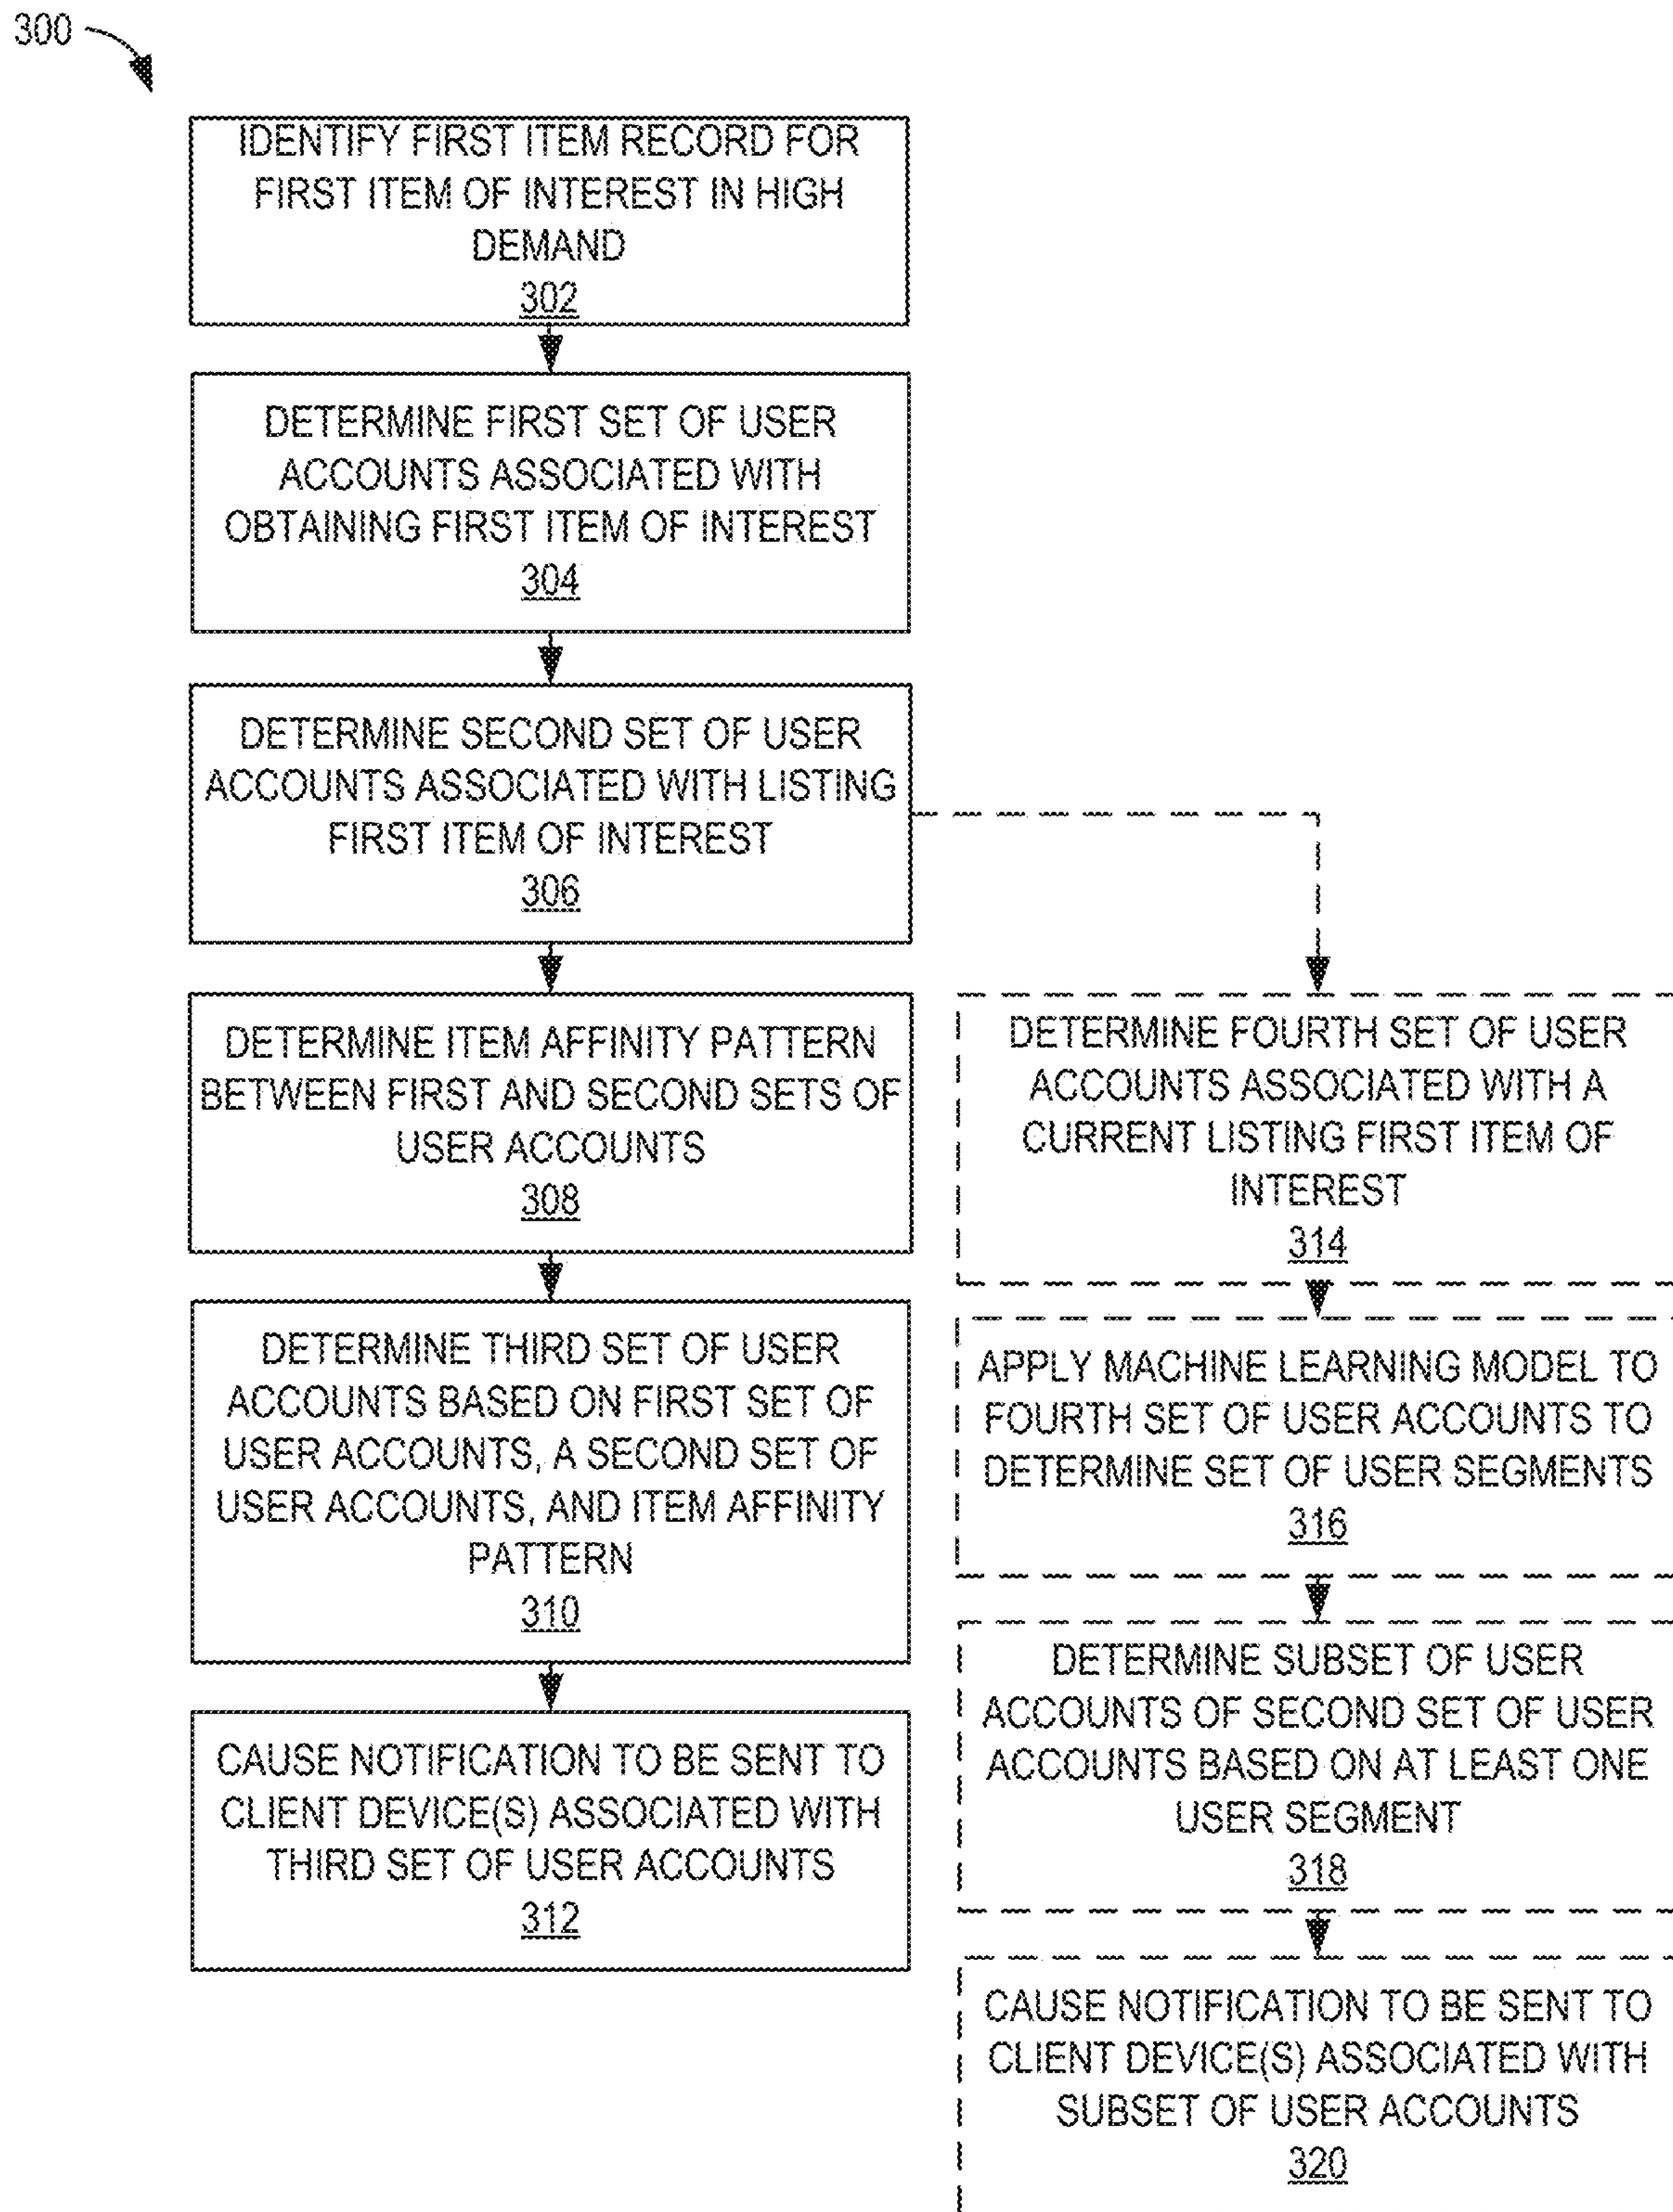 300
IDENTIFY FIRST ITEM RECORD FOR
FIRST ITEM OF INTEREST IN HIGH
DEMAND
302
DETERMINE FIRST SET OF USER
ACCOUNTS ASSOCIATED WITH
OBTAINING FIRST ITEM OF INTEREST
304
DETERMINE SECOND SET OF USER
ACCOUNTS ASSOCIATED WITH LISTING
FIRST ITEM OF INTEREST
306
DETERMINE ITEM AFFINITY PATTERN
BETWEEN FIRST AND SECOND SETS OF
USER ACCOUNTS
308
DETERMINE THIRD SET OF USER
ACCOUNTS BASED ON FIRST SET OF
USER ACCOUNTS, A SECOND SET OF
USER ACCOUNTS, AND ITEM AFFINITY
PATTERN
310
CAUSE NOTIFICATION TO BE SENT TO
CLIENT DEVICE(S) ASSOCIATED WITH
THIRD SET OF USER ACCOUNTS
312
DETERMINE FOURTH SET OF USER
ACCOUNTS ASSOCIATED WITH A
CURRENT LISTING FIRST ITEM OF
INTEREST
314
APPLY MACHINE LEARNING MODEL TO
FOURTH SET OF USER ACCOUNTS TO
DETERMINE SET OF USER SEGMENTS
316
DETERMINE SUBSET OF USER
ACCOUNTS OF SECOND SET OF USER
ACCOUNTS BASED ON AT LEAST ONE
USER SEGMENT
318
CAUSE NOTIFICATION TO BE SENT TO
CLIENT DEVICE(S) ASSOCIATED WITH
SUBSET OF USER ACCOUNTS
320